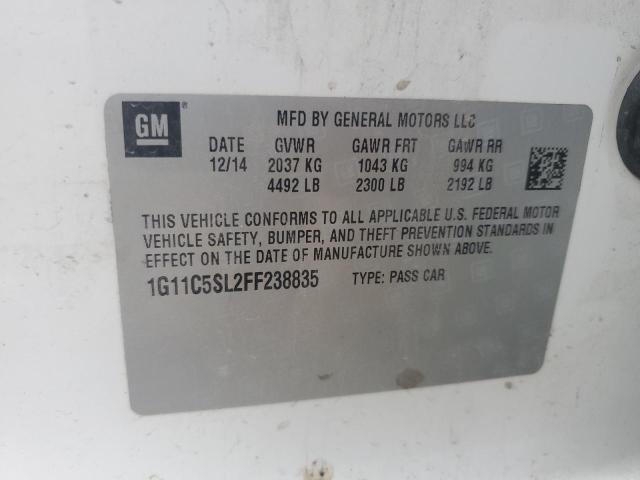 GM ®
MFD BY GENERAL MOTORS LLC
DATE GVWR GAWR FRT GAWR RR
12/14 2037 KG 1043 KG 994 KG
4492 LB 2300 LB 2192 LB
THIS VEHICLE CONFORMS TO ALL APPLICABLE U.S. FEDERAL MOTOR
VEHICLE SAFETY, BUMPER, AND THEFT PREVENTION STANDARDS IN
EFFECT ON THE DATE OF MANUFACTURE SHOWN ABOVE.
1G11C5SL2FF238835 TYPE: PASS CAR